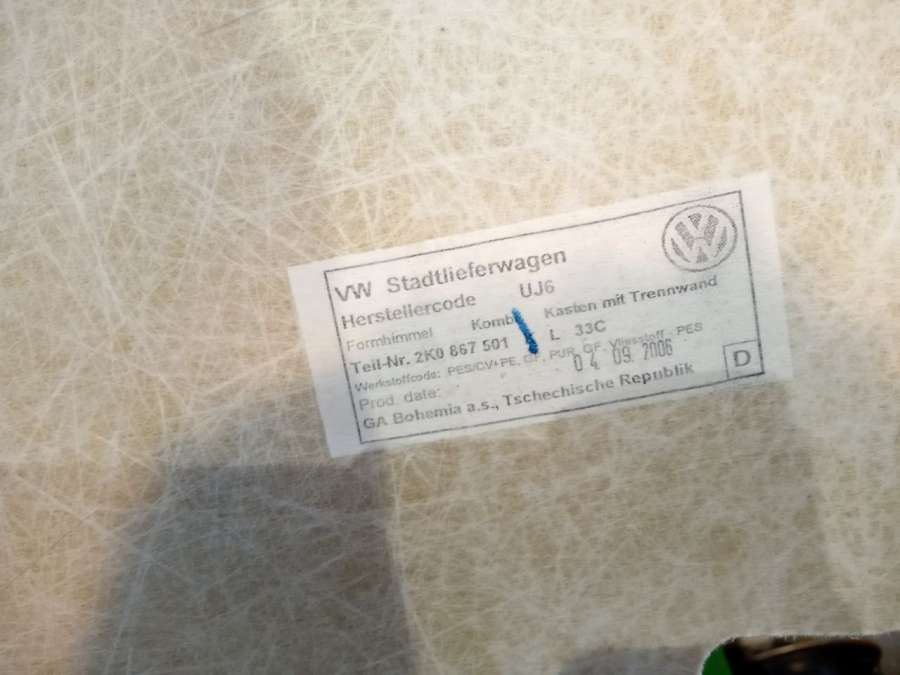 VW Stadtlieferwagen
Herstellercode UJ6
Formhimmel Kombi Kasten mit Trennwand
Teil-Nr. 2K0 867 501 L 33C
Werkstoffcode: PES/CV+PE, GF, PUR, GF, Vliesstoff, PES
Prod. date: 04. 09. 2006
GA Bohemia a.s., Tschechische Republik D